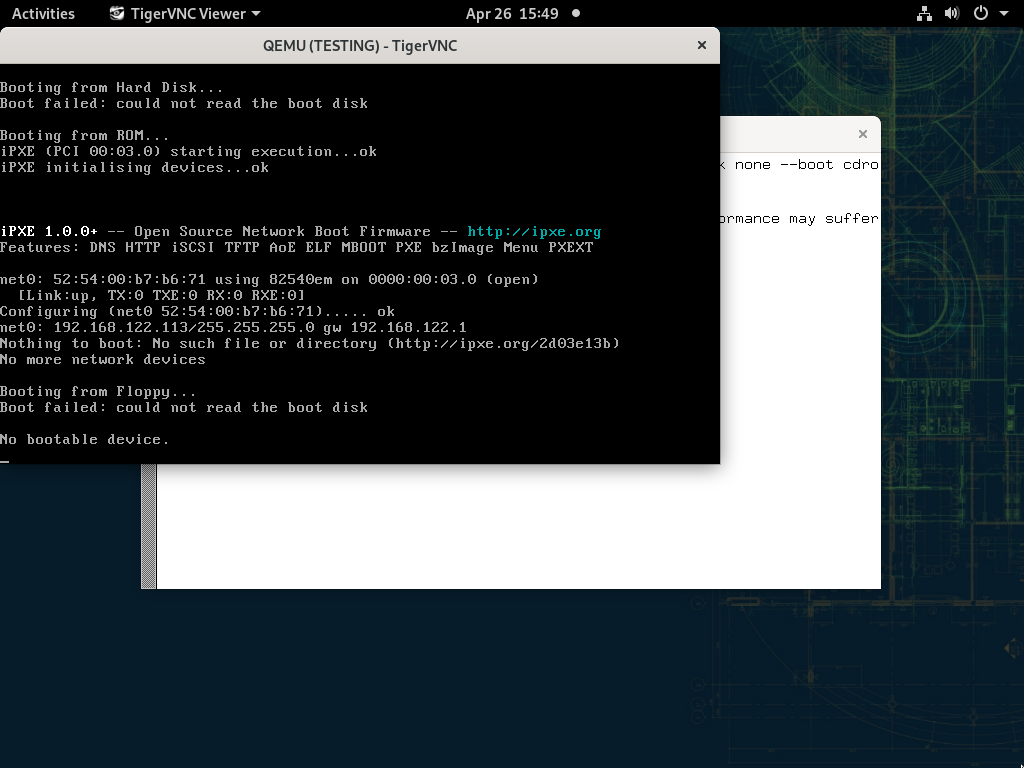 Activities
TigerVNC Viewer
Apr 26 15:49
QEMU (TESTING) - TigerVNC
Booting from Hard Disk...
Boot failed: could not read the boot disk
Booting from ROM...
iPXE (PCI 00:03.0) starting execution...ok
iPXE initialising devices...ok
iPXE 1.0.0+ -- Open Source Network Boot Firmware -- http://ipxe.org
Features: DNS HTTP iSCSI TFTP AoE ELF MBOOT PXE bzImage Menu PXEXT
net0: 52:54:00:b7:b6:71 using 82540em on 0000:00:03.0 (open)
[Link:up, TX:0 TXE:0 RX:0 RXE:0]
Configuring (net0 52:54:00:b7:b6:71)..... ok
net0: 192.168.122.113/255.255.255.0 gw 192.168.122.1
Nothing to boot: No such file or directory (http://ipxe.org/2d03e13b)
No more network devices
Booting from Floppy...
Boot failed: could not read the boot disk
No bootable device.
none --boot cdro
ormance may suffer